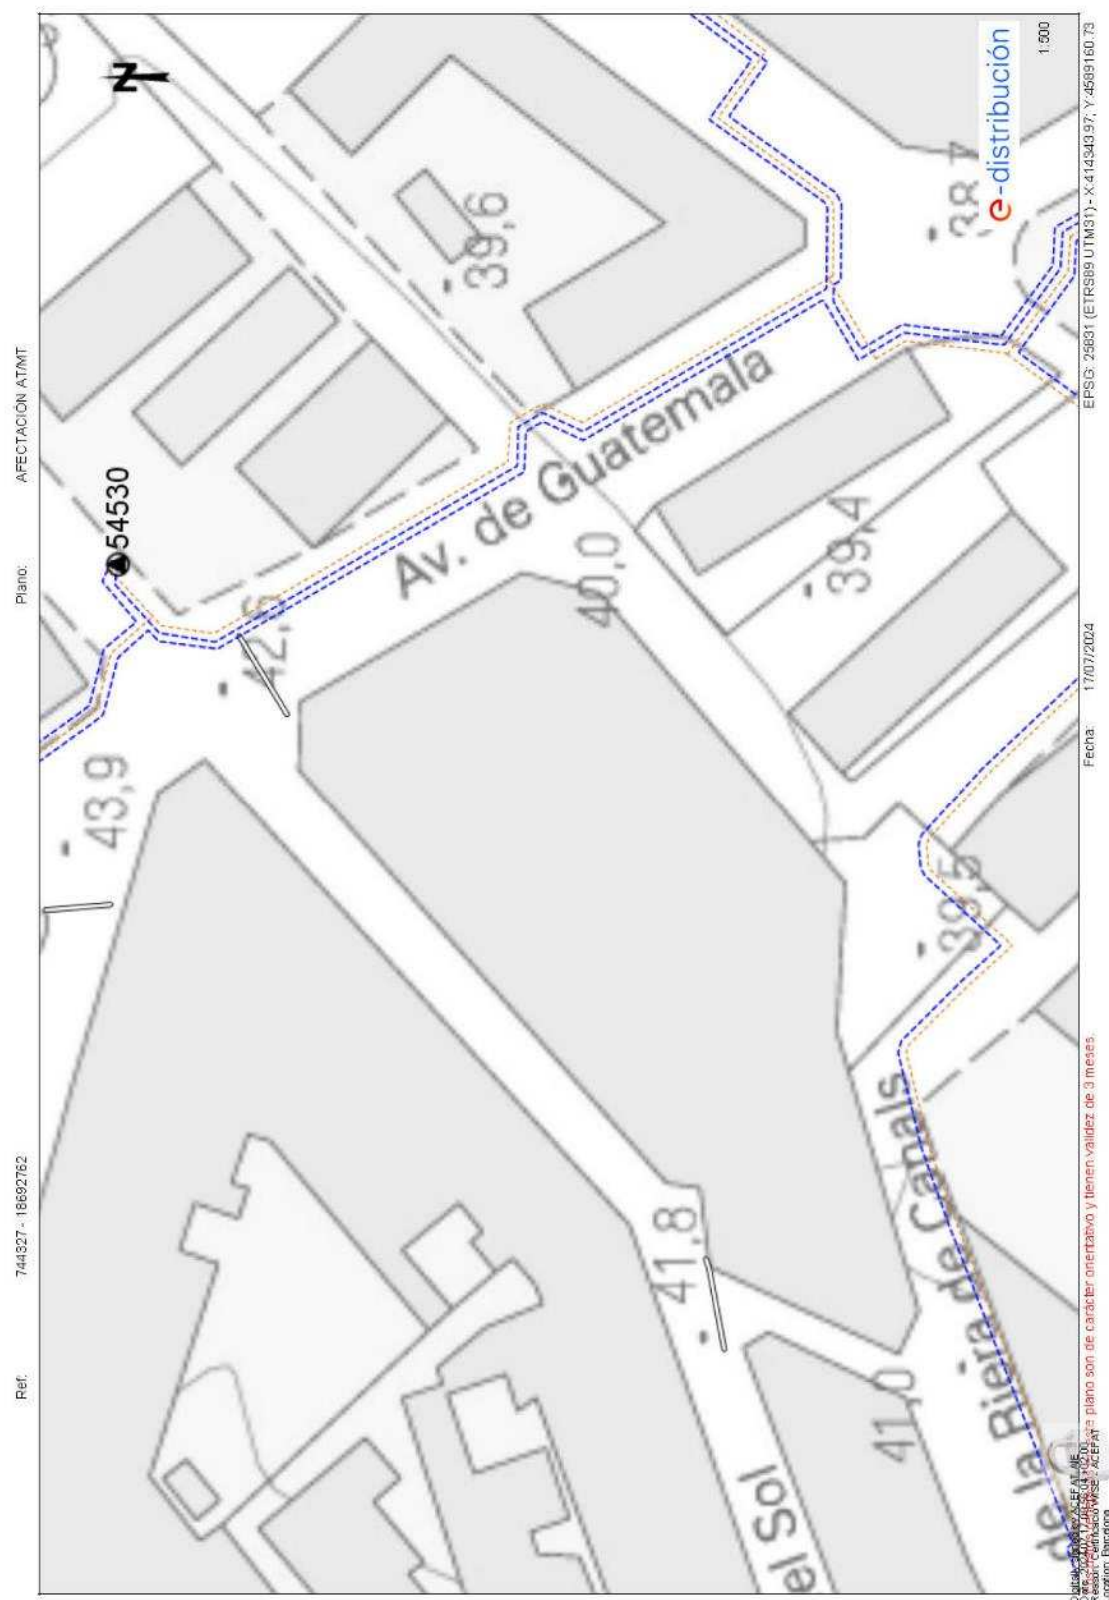 Ref: 744327 - 18692762
Plano: AFECTACIÓN AT/MT
N
54530
43,9
42,6
39,6
Av. de Guatemala
40,0
39,4
38,7
41,8
39,5
41,0
el Sol
de la Riera de Canals
e-distribución
1:500
Fecha: 17/07/2024
EPSG: 25831 (ETRS89 UTM31) - X:414343.97; Y:4589160.73
plano son de carácter orientativo y tienen validez de 3 meses.